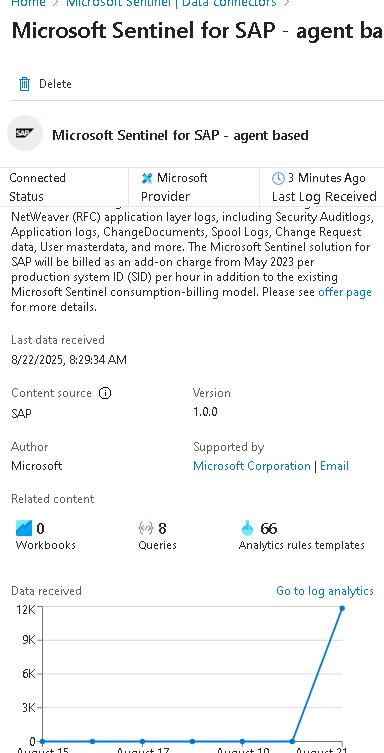 Home > Microsoft Sentinel | Data connectors >
Microsoft Sentinel for SAP - agent ba
Delete
SAP
Microsoft Sentinel for SAP - agent based
Connected
Status
Microsoft
Provider
3 Minutes Ago
Last Log Received
NetWeaver (RFC) application layer logs, including Security Auditlogs,
Application logs, ChangeDocuments, Spool Logs, Change Request
data, User masterdata, and more. The Microsoft Sentinel solution for
SAP will be billed as an add-on charge from May 2023 per
production system ID (SID) per hour in addition to the existing
Microsoft Sentinel consumption-billing model. Please see offer page
for more details.
Last data received
8/22/2025, 8:29:34 AM
Content source
SAP
Version
1.0.0
Author
Microsoft
Supported by
Microsoft Corporation | Email
Related content
0
Workbooks
8
Queries
66
Analytics rules templates
Data received
Go to log analytics
12K
9K
6K
3K
0
August 15
August 17
August 19
August 21